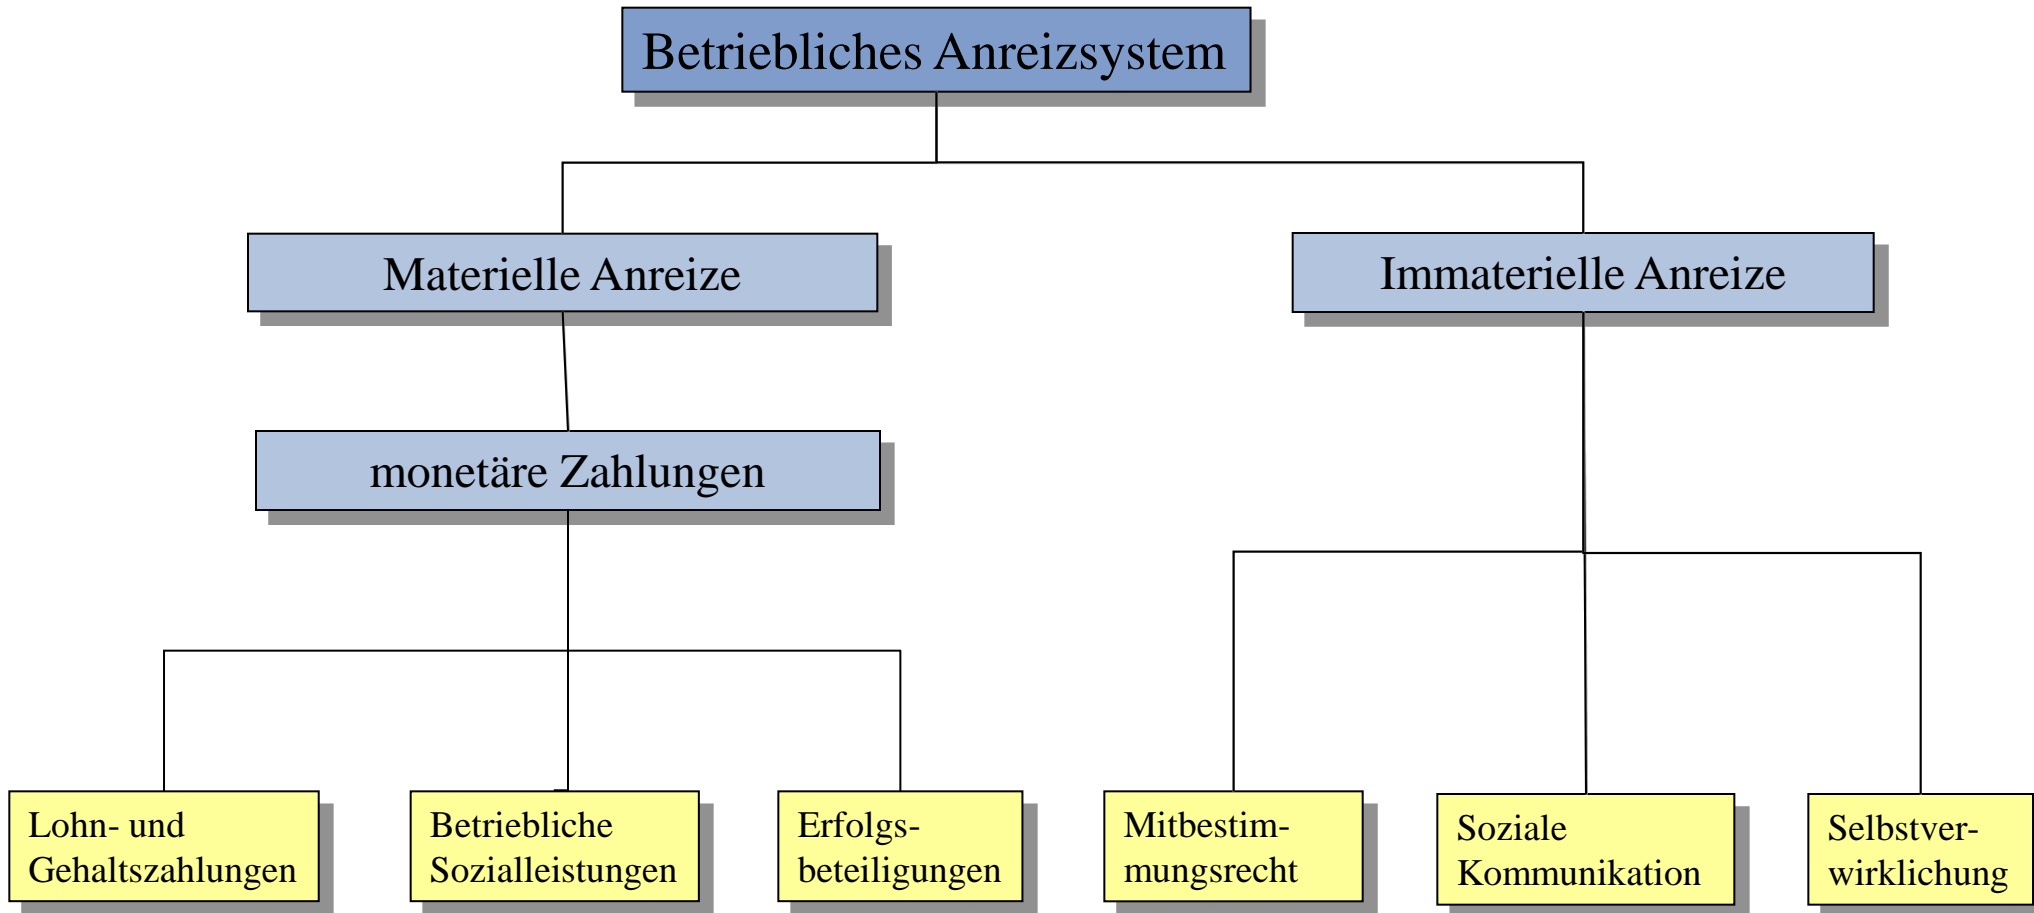 Betriebliches Anreizsystem
Materielle Anreize
Immaterielle Anreize
monetäre Zahlungen
Lohn- und
Gehaltszahlungen
Betriebliche
Sozialleistungen
Erfolgs-
beteiligungen
Mitbestim-
mungsrecht
Soziale
Kommunikation
Selbstver-
wirklichung